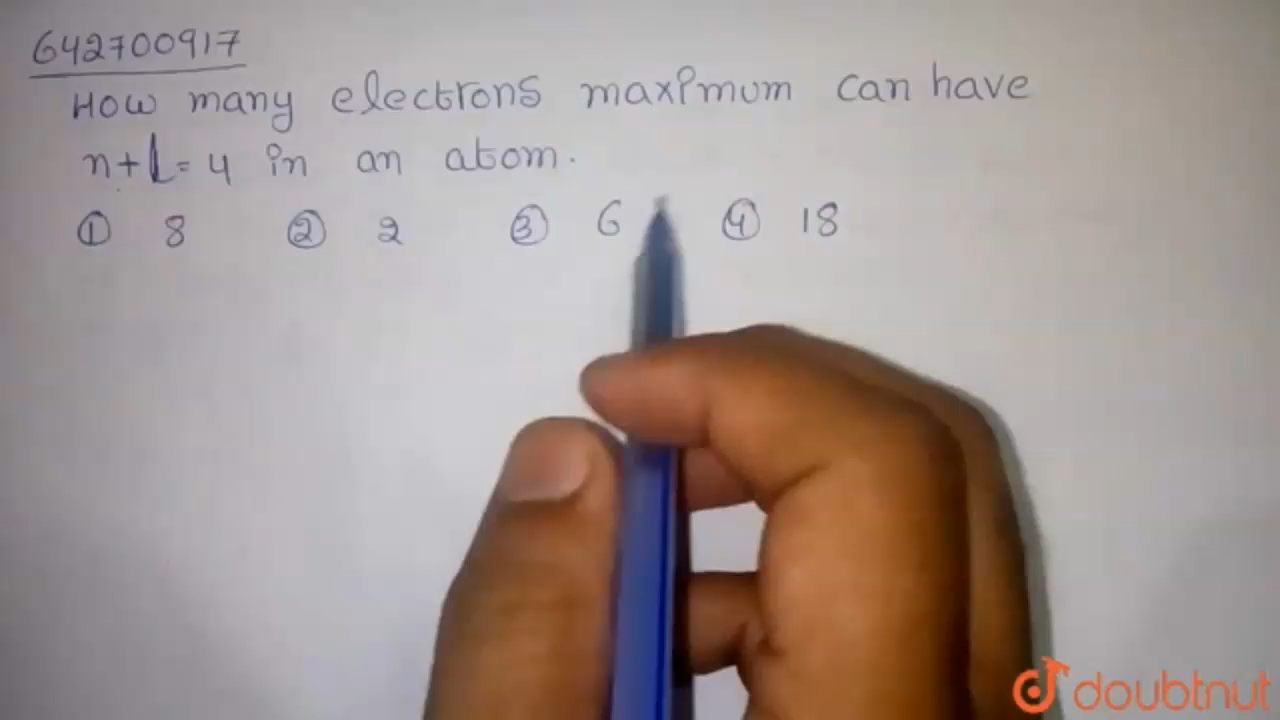 642700917
How many electrons maximum can have
n+l=4 in an atom.
① 8 ② 2 ③ 6 ④ 18
doubtnut